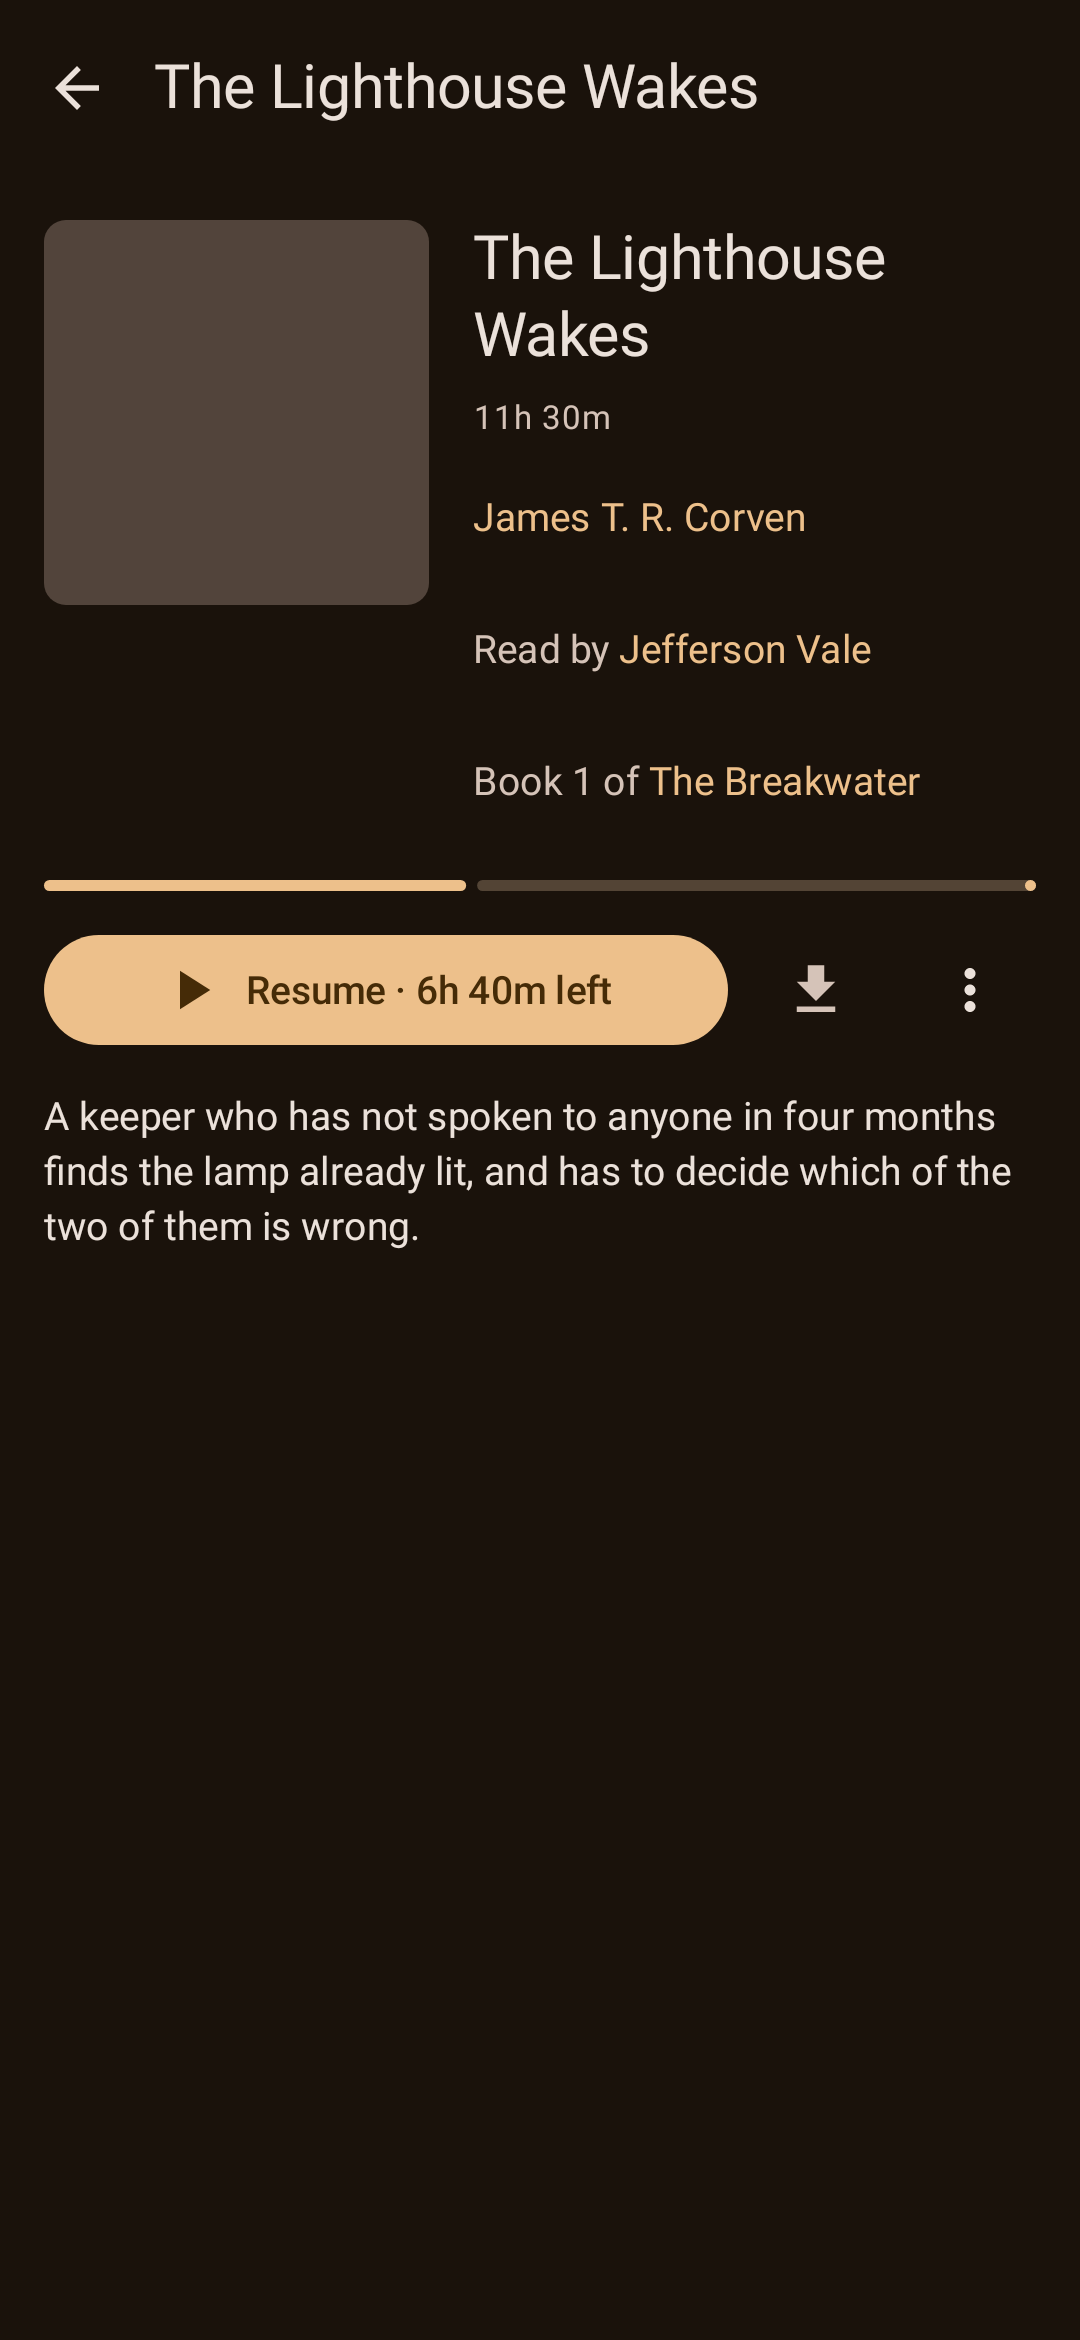 The Lighthouse Wakes
The Lighthouse
Wakes
11h 30m
James T. R. Corven
Read by Jefferson Vale
Book 1 of The Breakwater
Resume · 6h 40m left
A keeper who has not spoken to anyone in four months
finds the lamp already lit, and has to decide which of the
two of them is wrong.